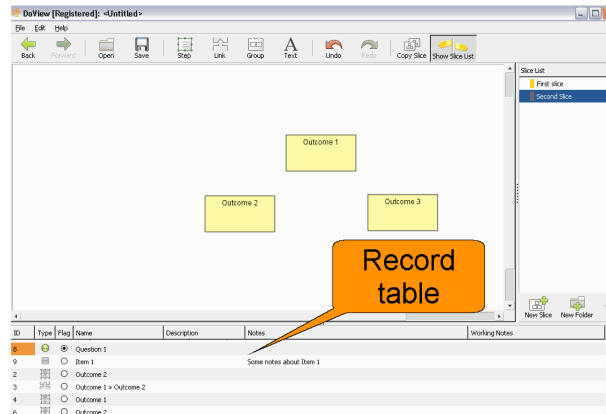 DoView [Registered]: <Untitled>
File Edit Help
Back Forward Open Save Step Link Group Text Undo Redo Copy Slice Show Slice List
Slice List
First slice
Second Slice
Outcome 1
Outcome 2
Outcome 3
Record
table
New Slice New Folder
ID Type Flag Name Description Notes Working Notes
8 Question 1
9 Item 1 Some notes about Item 1
2 Outcome 2
3 Outcome 1 » Outcome 2
4 Outcome 1
6 Outcome 2